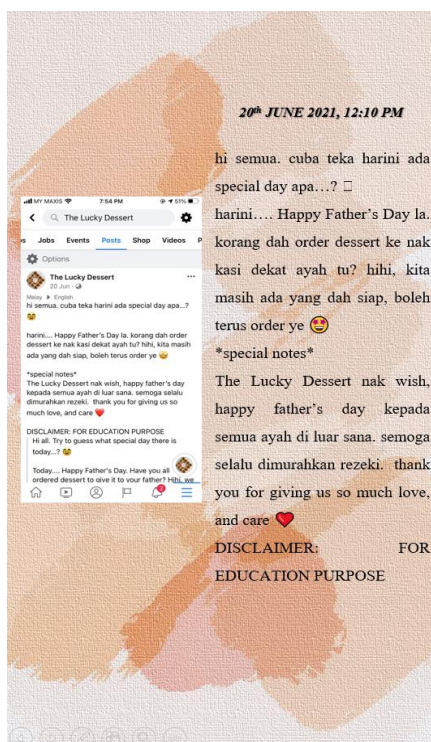 20th JUNE 2021, 12:10 PM
hi semua. cuba teka harini ada
special day apa…? □
harini…. Happy Father’s Day la.
korang dah order dessert ke nak
kasi dekat ayah tu? hihi, kita
masih ada yang dah siap, boleh
terus order ye 🤩
*special notes*
The Lucky Dessert nak wish,
happy father’s day kepada
semua ayah di luar sana. semoga
selalu dimurahkan rezeki. thank
you for giving us so much love,
and care ❤️
DISCLAIMER: FOR
EDUCATION PURPOSE
MY MAXIS 7:54 PM 51%
The Lucky Dessert
s Jobs Events Posts Shop Videos P
Options
The Lucky Dessert
20 Jun ·
Malay ▸ English
hi semua. cuba teka harini ada special day apa...?
🤩
harini.... Happy Father's Day la. korang dah order
dessert ke nak kasi dekat ayah tu? hihi, kita masih
ada yang dah siap, boleh terus order ye 🤩
*special notes*
The Lucky Dessert nak wish, happy father's day
kepada semua ayah di luar sana. semoga selalu
dimurahkan rezeki. thank you for giving us so
much love, and care ❤️
DISCLAIMER: FOR EDUCATION PURPOSE
Hi all. Try to guess what special day there is
today...? 🤩
Today.... Happy Father's Day. Have you all
ordered dessert to give it to your father? Hihi, we
2